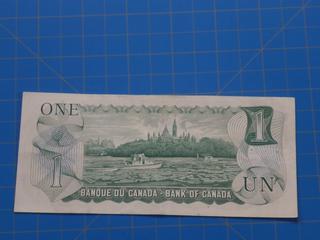 ONE
1
1
UN
BANQUE DU CANADA - BANK OF CANADA